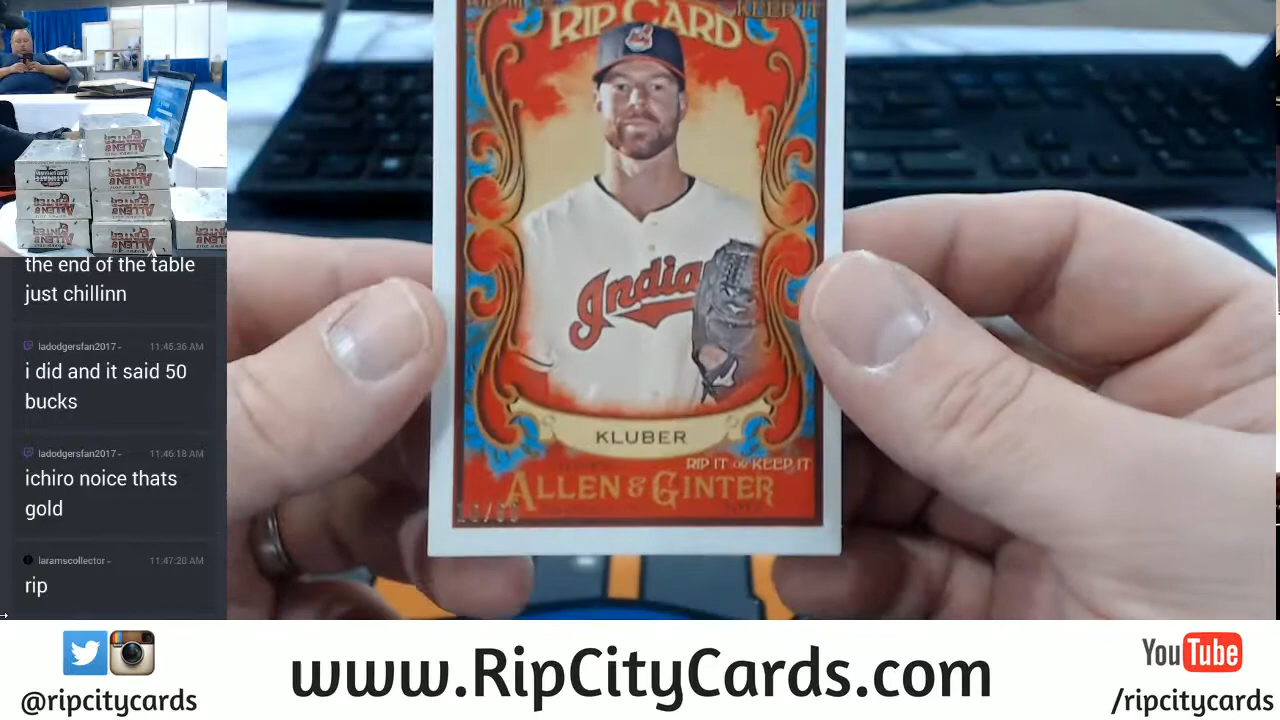 RIP CARD
KEEP IT
Indians
KLUBER
RIP IT or KEEP IT
ALLEN & GINTER
the end of the table
just chillinn
ladodgersfan2017 - 11:45:36 AM
i did and it said 50
bucks
ladodgersfan2017 - 11:46:18 AM
ichiro noice thats
gold
laramscollector - 11:47:20 AM
rip
@ripcitycards
www.RipCityCards.com
YouTube
/ripcitycards